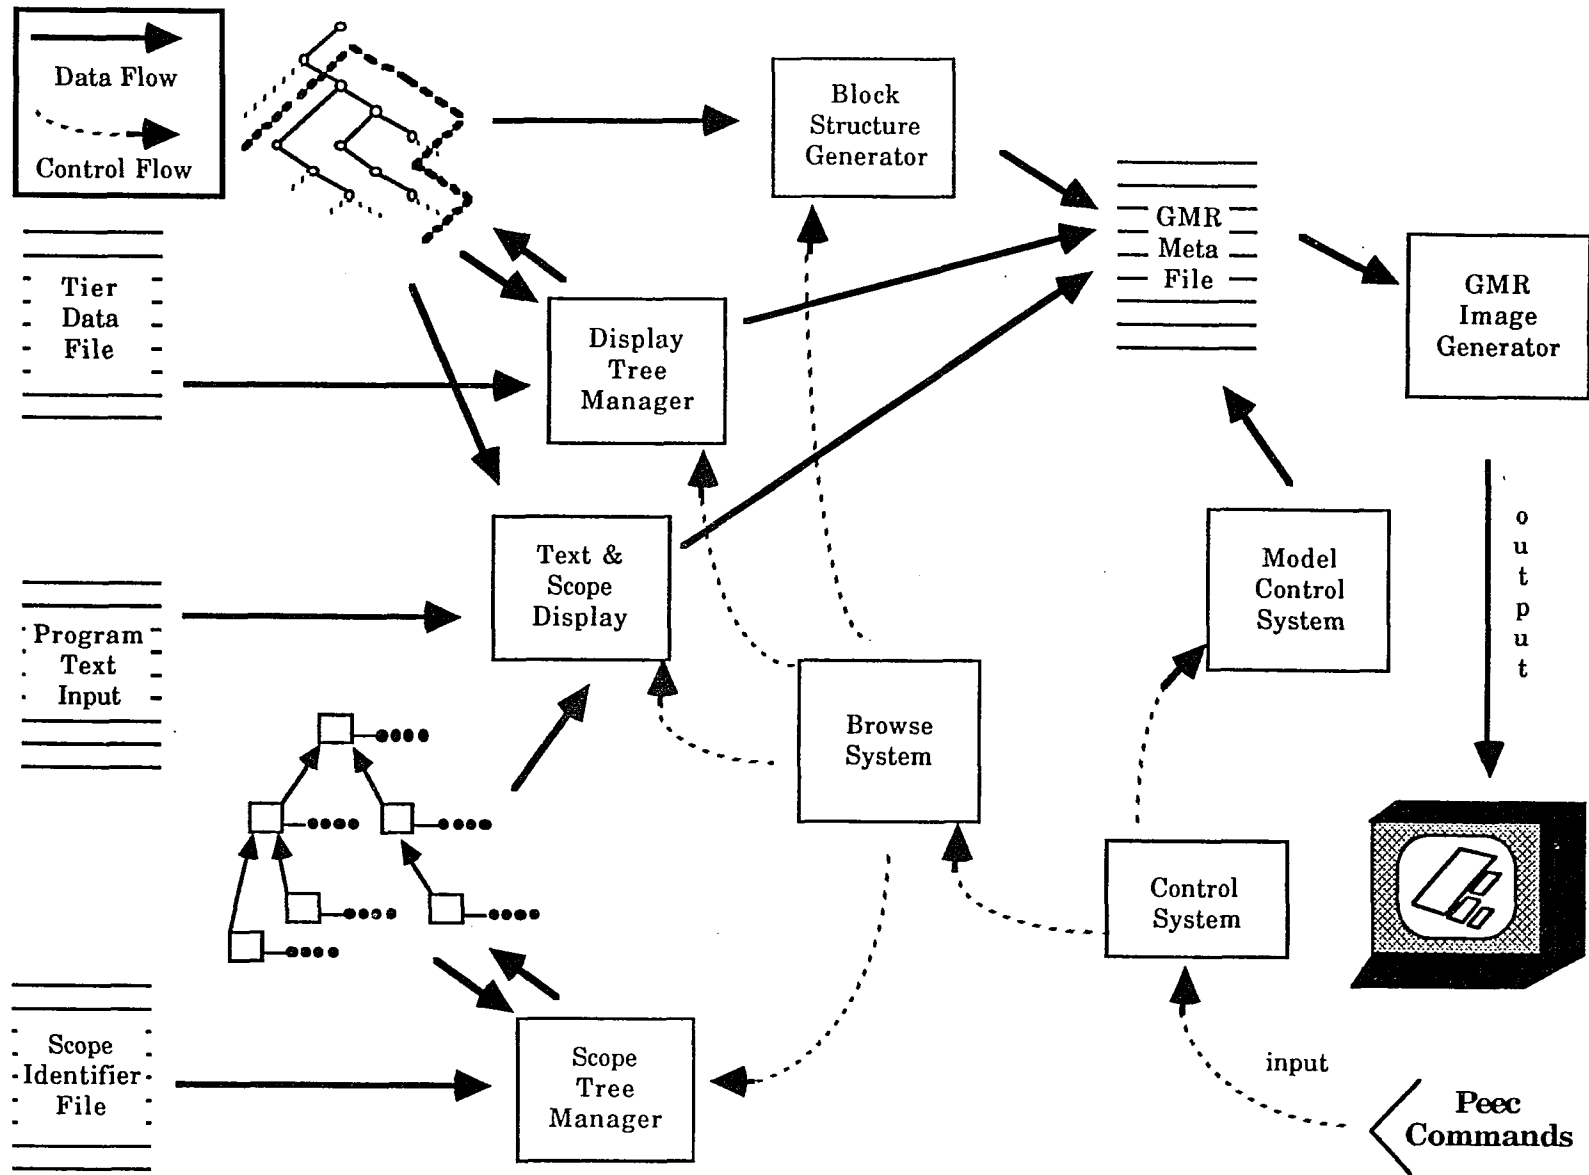 Data Flow
Control Flow
Block
Structure
Generator
GMR
Meta
File
GMR
Image
Generator
Tier
Data
File
Display
Tree
Manager
output
Text &
Scope
Display
Model
Control
System
Program
Text
Input
Browse
System
Control
System
Scope
Identifier
File
Scope
Tree
Manager
input
Peec
Commands